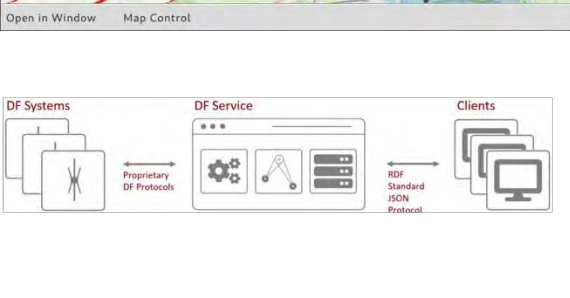 Open in Window Map Control
DF Systems DF Service Clients
Proprietary
DF Protocols
RDF
Standard
JSON
Protocol